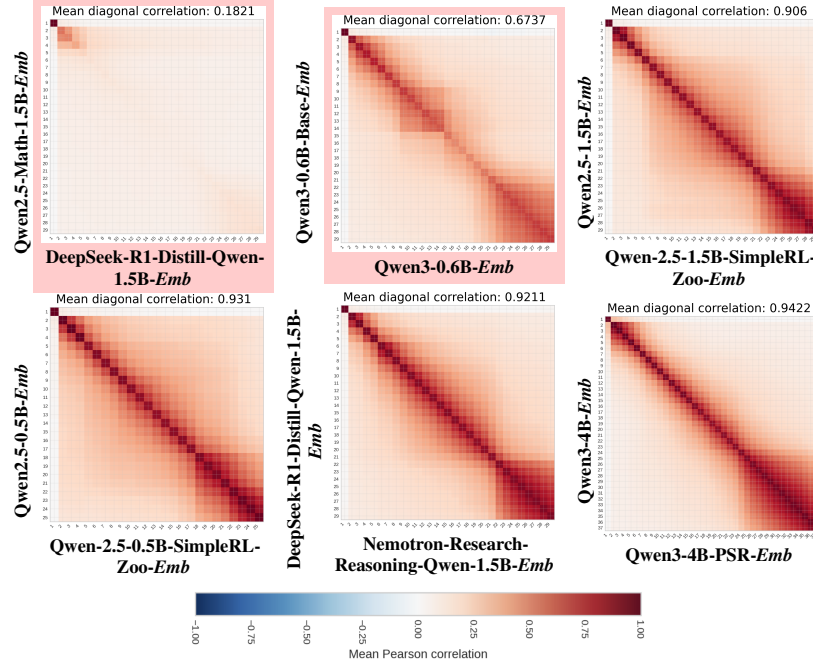 Mean diagonal correlation: 0.1821
Qwen2.5-Math-1.5B-Emb
DeepSeek-R1-Distill-Qwen-
1.5B-Emb
Mean diagonal correlation: 0.6737
Qwen3-0.6B-Base-Emb
Qwen3-0.6B-Emb
Mean diagonal correlation: 0.906
Qwen2.5-1.5B-Emb
Qwen-2.5-1.5B-SimpleRL-
Zoo-Emb
Mean diagonal correlation: 0.931
Qwen2.5-0.5B-Emb
Qwen-2.5-0.5B-SimpleRL-
Zoo-Emb
Mean diagonal correlation: 0.9211
DeepSeek-R1-Distill-Qwen-1.5B-
Emb
Nemotron-Research-
Reasoning-Qwen-1.5B-Emb
Mean diagonal correlation: 0.9422
Qwen3-4B-Emb
Qwen3-4B-PSR-Emb
-1.00 -0.75 -0.50 -0.25 0.00 0.25 0.50 0.75 1.00
Mean Pearson correlation